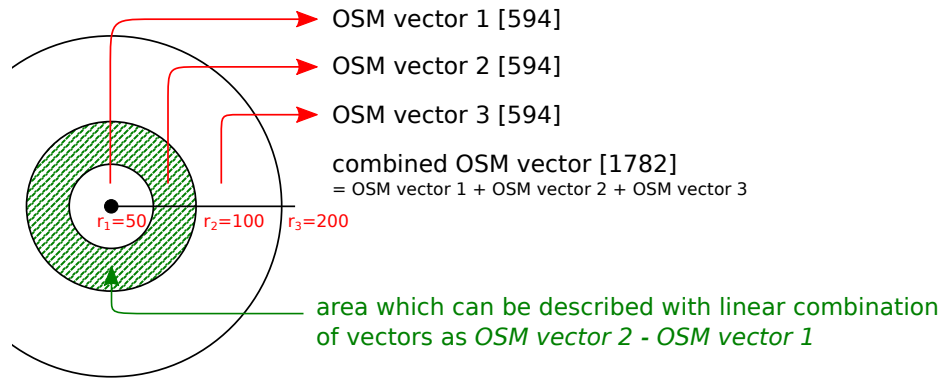 OSM vector 1 [594]
OSM vector 2 [594]
OSM vector 3 [594]
combined OSM vector [1782]
= OSM vector 1 + OSM vector 2 + OSM vector 3
r₁=50
r₂=100
r₃=200
area which can be described with linear combination
of vectors as OSM vector 2 - OSM vector 1